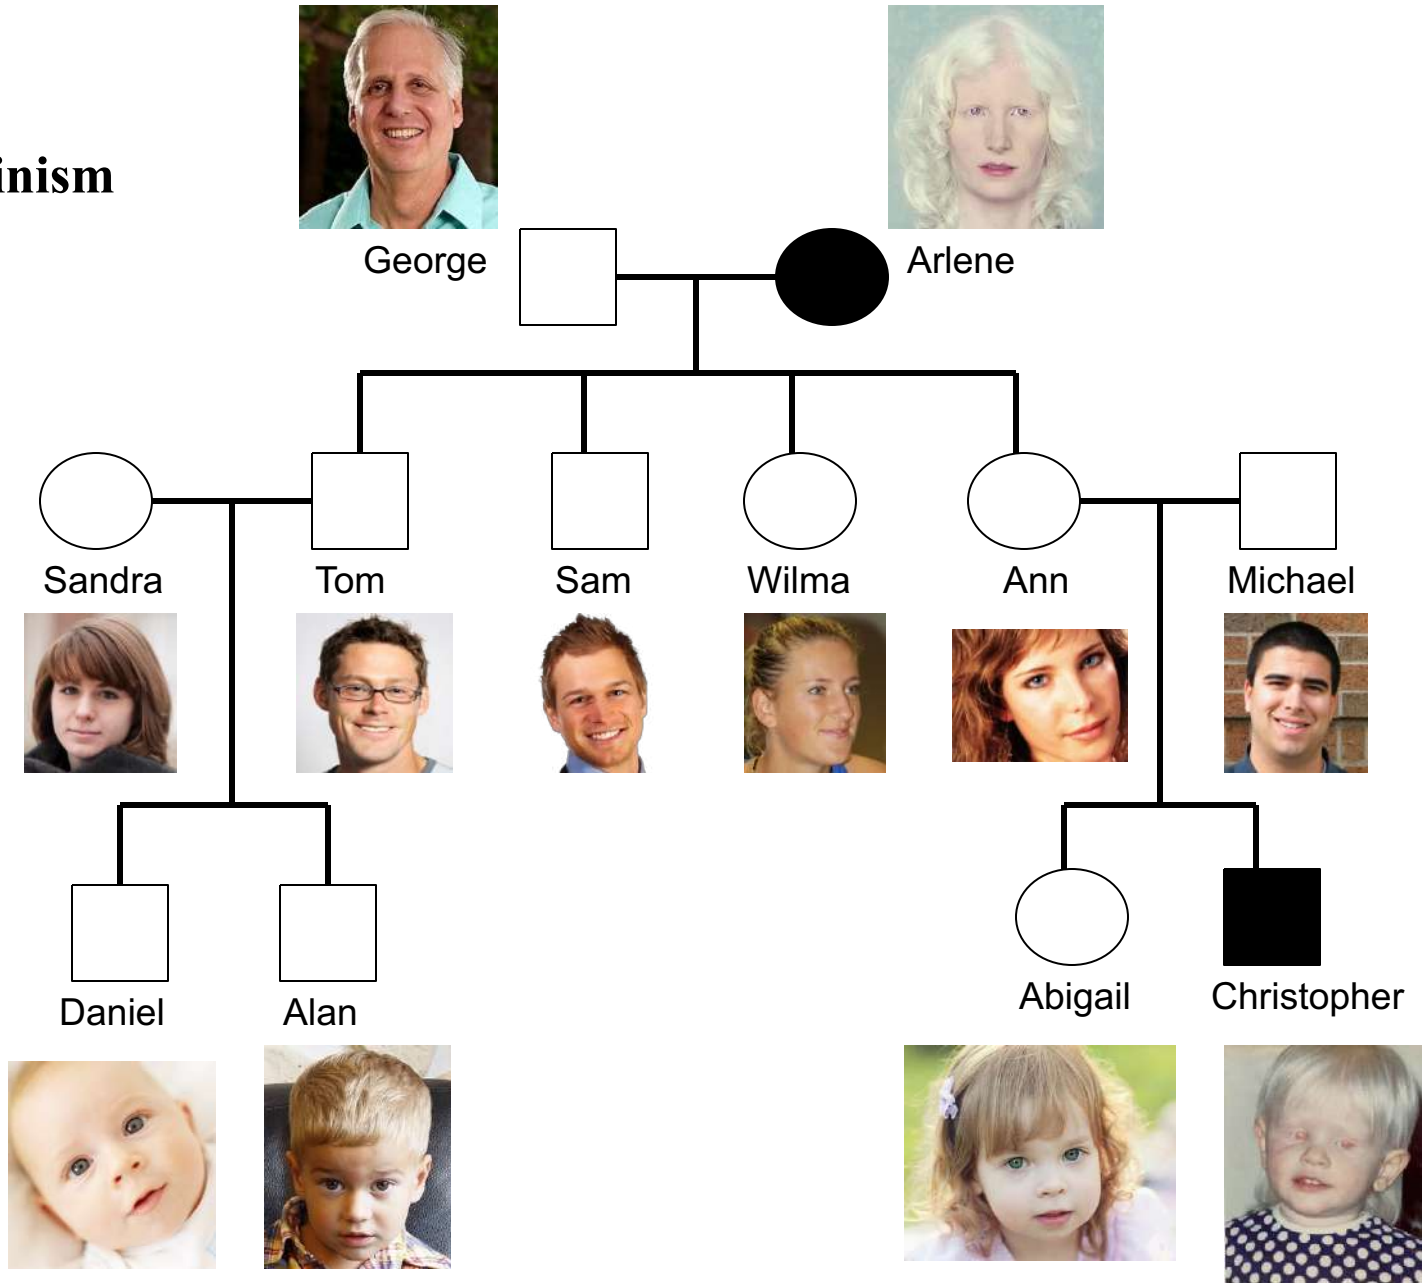 inism
George
Arlene
Sandra
Tom
Sam
Wilma
Ann
Michael
Daniel
Alan
Abigail
Christopher